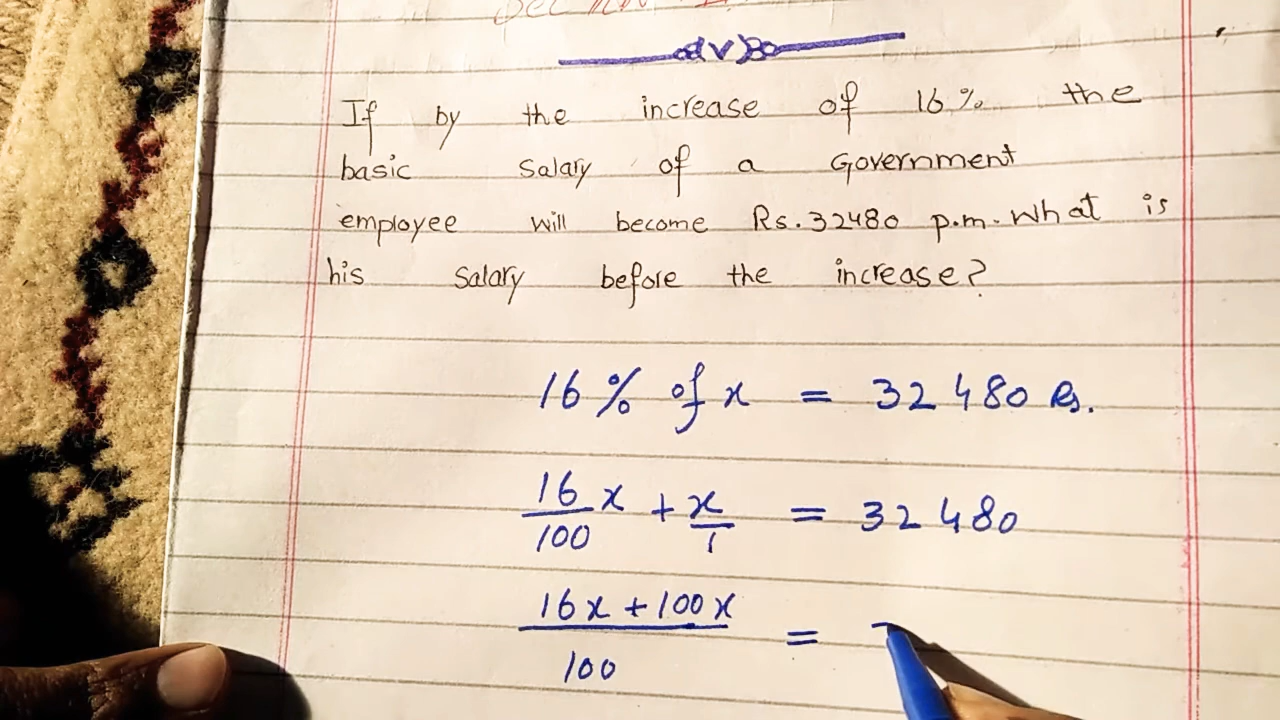 If by the increase of 16% the
basic salary of a Government
employee will become Rs. 32480 p.m. What is
his salary before the increase?
16% of x = 32480 Rs.
16/100 x + x/1 = 32480
16x + 100x / 100 =